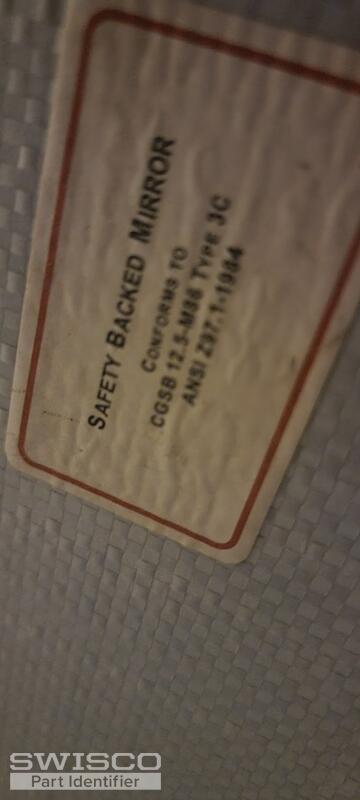 SAFETY BACKED MIRROR
CONFORMS TO
CGSB 12.5-M86 TYPE 3C
ANSI Z97.1-1984
SWISCO
Part Identifier